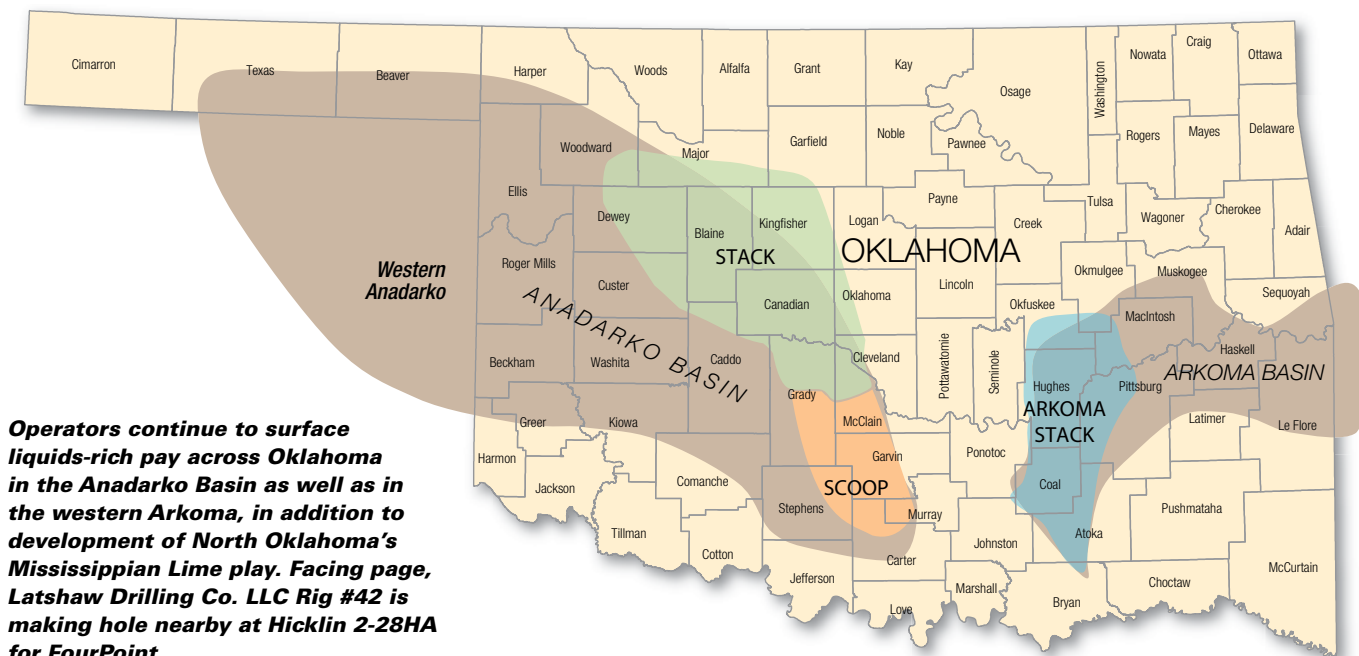 Cimarron
Texas
Beaver
Harper
Woods
Alfalfa
Grant
Kay
Osage
Washington
Nowata
Craig
Ottawa
Woodward
Major
Garfield
Noble
Pawnee
Rogers
Mayes
Delaware
Ellis
Dewey
Blaine
Kingfisher
Logan
Payne
Creek
Tulsa
Wagoner
Cherokee
Adair
STACK
OKLAHOMA
Roger Mills
Custer
Canadian
Oklahoma
Lincoln
Okfuskee
Okmulgee
Muskogee
Sequoyah
Western
Anadarko
ANADARKO BASIN
MacIntosh
Beckham
Washita
Caddo
Cleveland
Pottawatomie
Seminole
Hughes
Pittsburg
Haskell
ARKOMA BASIN
Grady
McClain
ARKOMA
STACK
Latimer
Le Flore
Greer
Kiowa
Harmon
Jackson
Comanche
Garvin
Ponotoc
SCOOP
Coal
Stephens
Murray
Pushmataha
Tillman
Cotton
Carter
Johnston
Atoka
McCurtain
Jefferson
Love
Marshall
Bryan
Choctaw
Operators continue to surface
liquids-rich pay across Oklahoma
in the Anadarko Basin as well as in
the western Arkoma, in addition to
development of North Oklahoma’s
Mississippian Lime play. Facing page,
Latshaw Drilling Co. LLC Rig #42 is
making hole nearby at Hicklin 2-28HA
for FourPoint